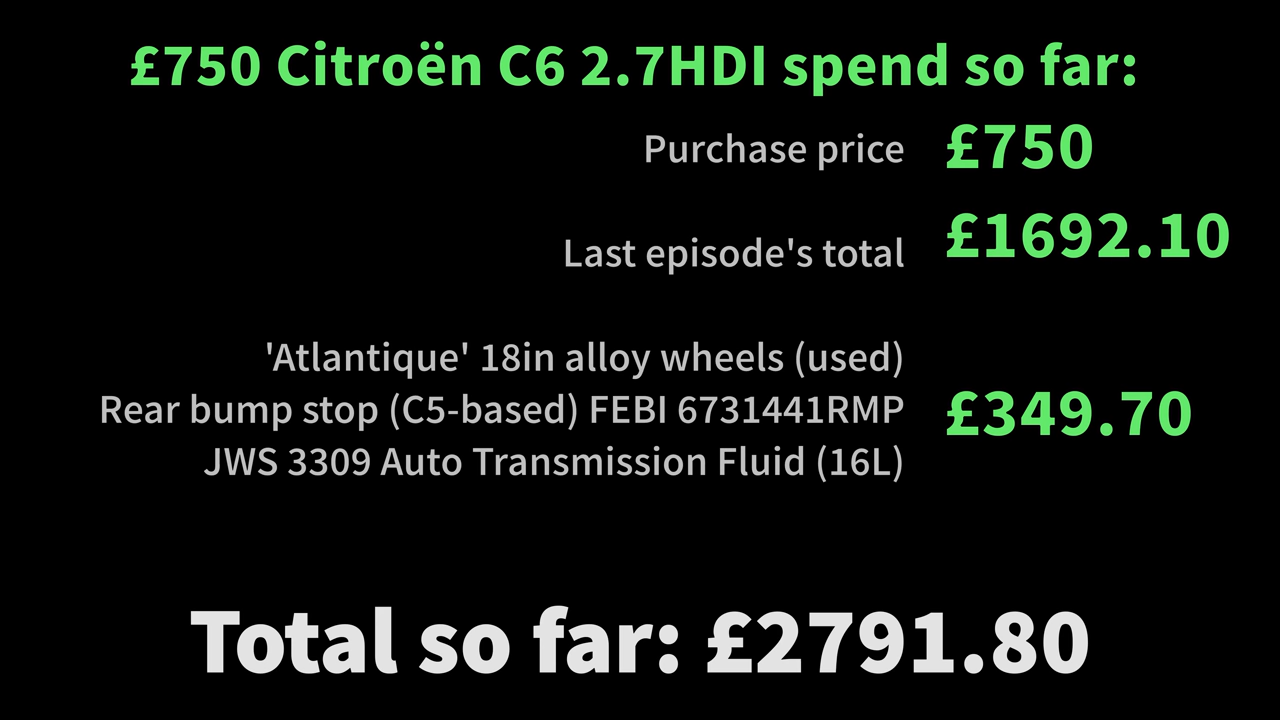 £750 Citroën C6 2.7HDI spend so far:
Purchase price £750
Last episode's total £1692.10
'Atlantique' 18in alloy wheels (used)
Rear bump stop (C5-based) FEBI 6731441RMP £349.70
JWS 3309 Auto Transmission Fluid (16L)
Total so far: £2791.80